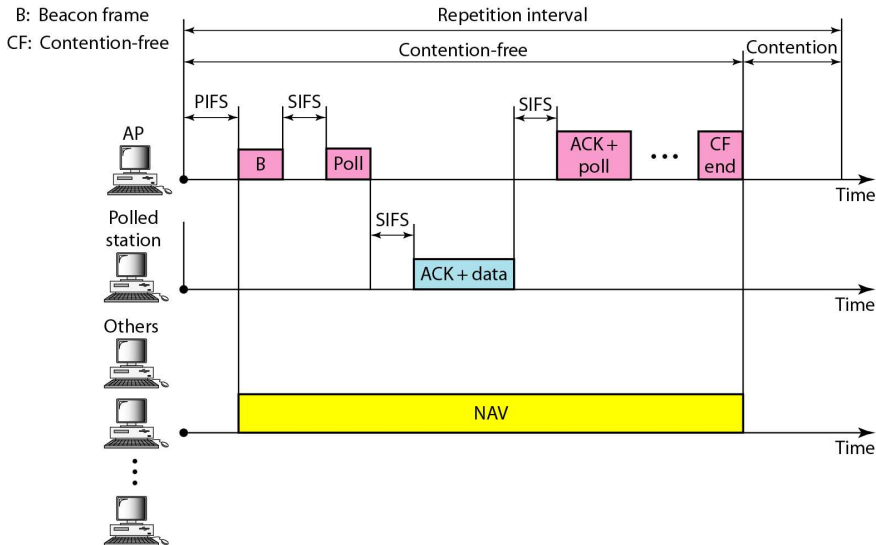 B: Beacon frame
CF: Contention-free
Repetition interval
Contention-free
Contention
PIFS
SIFS
SIFS
AP
B
Poll
ACK +
poll
• • •
CF
end
Time
Polled
station
SIFS
ACK + data
Time
Others
NAV
Time